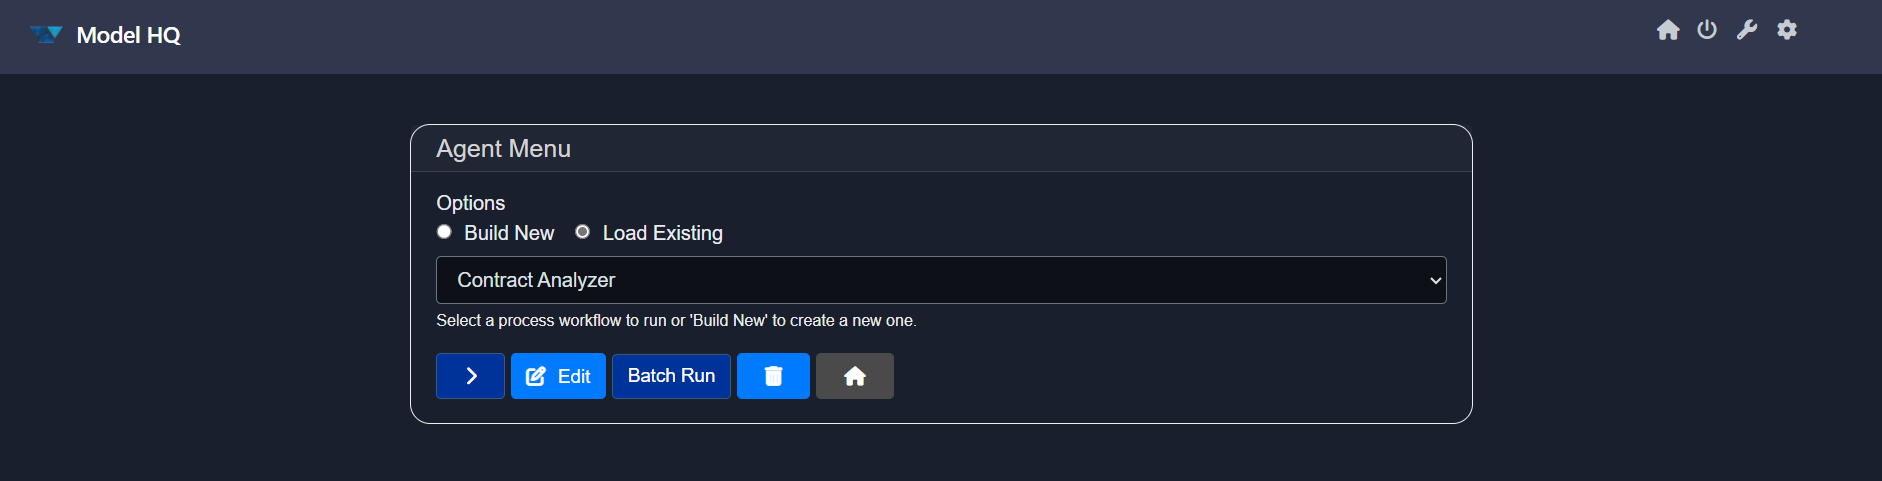 Model HQ
Agent Menu
Options
Build New Load Existing
Contract Analyzer
Select a process workflow to run or 'Build New' to create a new one.
Edit Batch Run